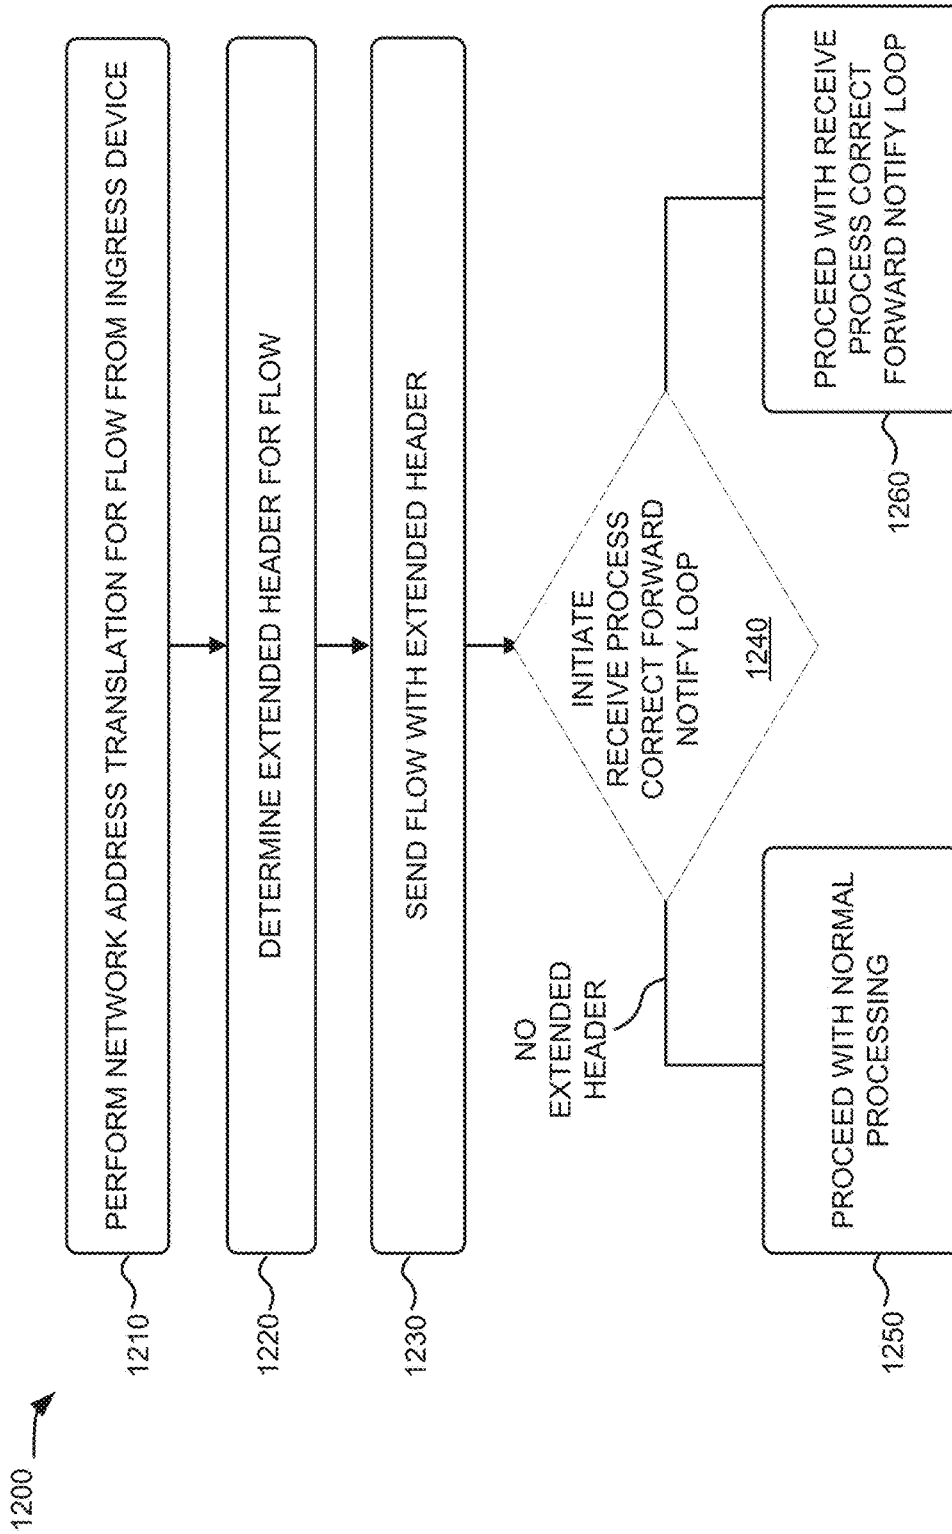 1200
1210
PERFORM NETWORK ADDRESS TRANSLATION FOR FLOW FROM INGRESS DEVICE
1220
DETERMINE EXTENDED HEADER FOR FLOW
1230
SEND FLOW WITH EXTENDED HEADER
INITIATE
RECEIVE PROCESS
CORRECT FORWARD
NOTIFY LOOP
1240
NO
EXTENDED
HEADER
1250
PROCEED WITH NORMAL
PROCESSING
1260
PROCEED WITH RECEIVE
PROCESS CORRECT
FORWARD NOTIFY LOOP